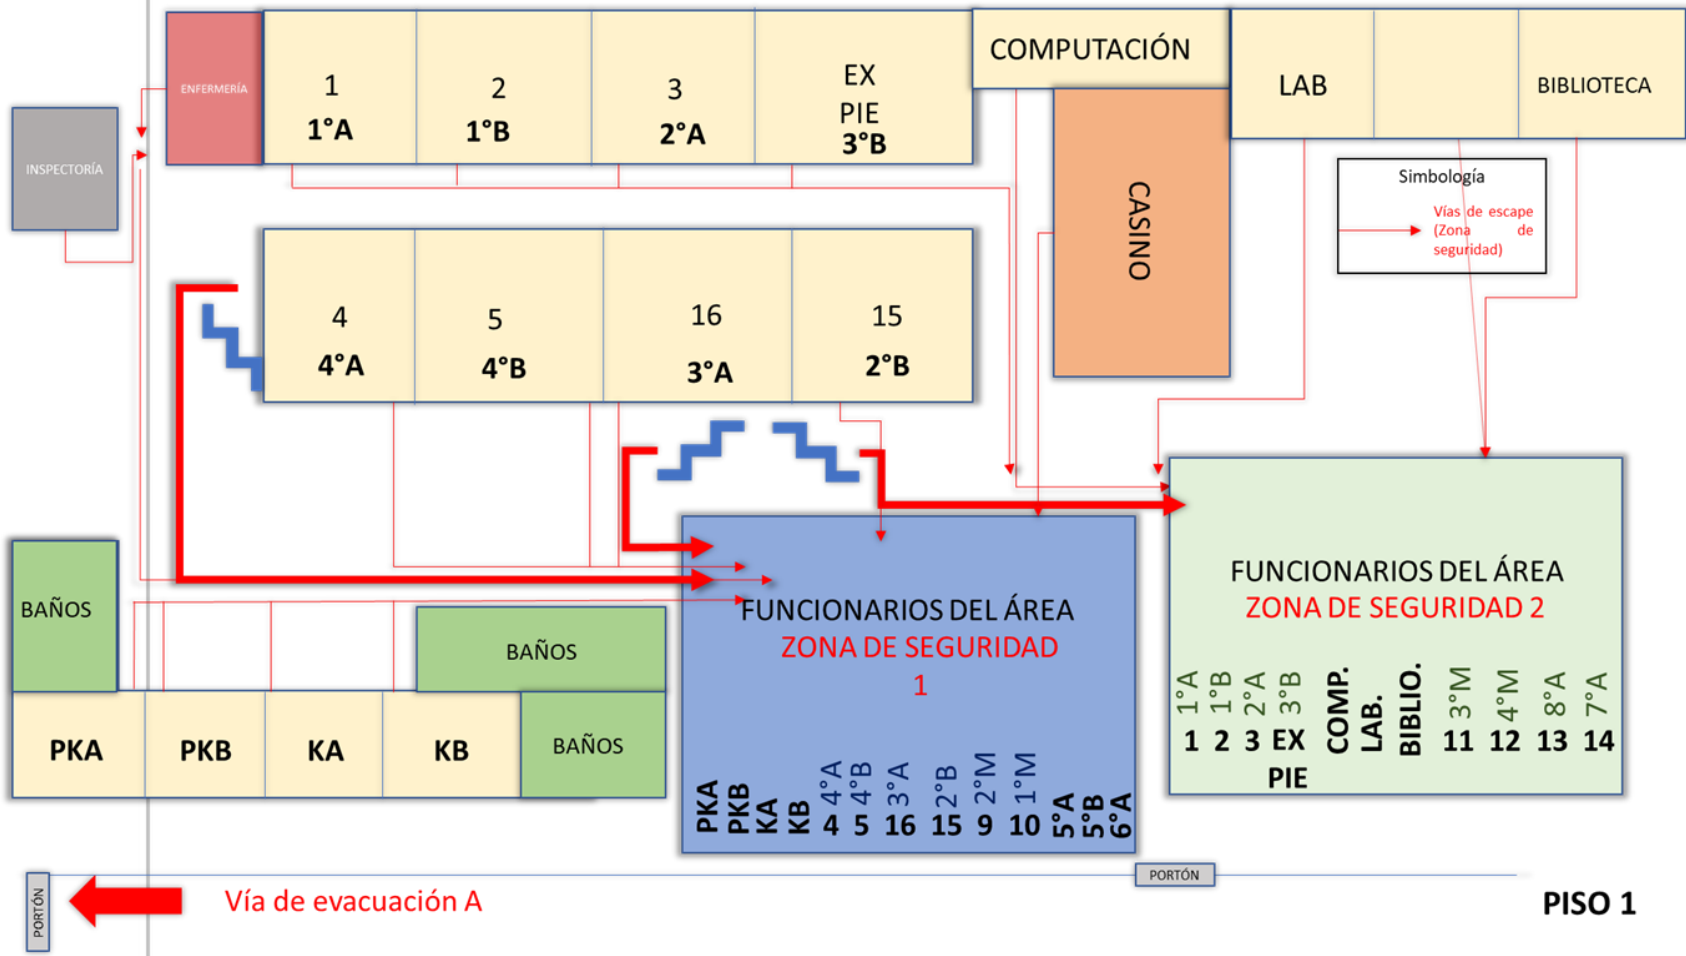 ENFERMERÍA
1
1°A
2
1°B
3
2°A
EX
PIE
3°B
COMPUTACIÓN
LAB
BIBLIOTECA
INSPECTORÍA
CASINO
Simbología
Vías de escape
(Zona de
seguridad)
4
4°A
5
4°B
16
3°A
15
2°B
BAÑOS
BAÑOS
BAÑOS
PKA
PKB
KA
KB
FUNCIONARIOS DEL ÁREA
ZONA DE SEGURIDAD
1
PKA
PKB
KA
KB
4 4°A
5 4°B
16 3°A
15 2°B
9 2°M
10 1°M
5°A
5°B
6°A
FUNCIONARIOS DEL ÁREA
ZONA DE SEGURIDAD 2
1 1°A
2 1°B
3 2°A
EX PIE 3°B
COMP.
LAB.
BIBLIO.
11 3°M
12 4°M
13 8°A
14 7°A
PORTÓN
PORTÓN
Vía de evacuación A
PISO 1